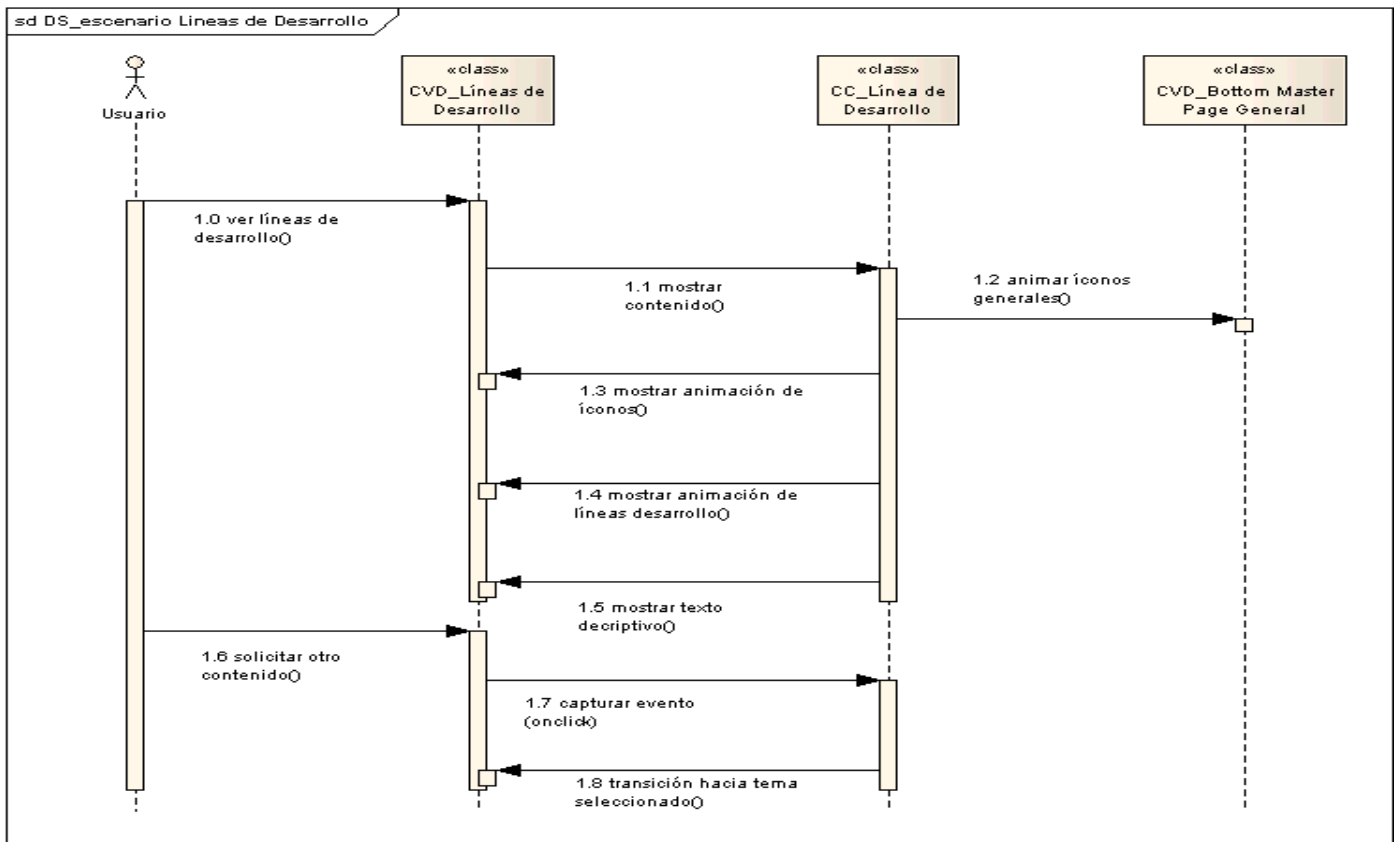 sd DS_escenario Lineas de Desarrollo
Usuario
«class»
CVD_Líneas de
Desarrollo
«class»
CC_Línea de
Desarrollo
«class»
CVD_Bottom Master
Page General
1.0 ver líneas de
desarrollo()
1.1 mostrar
contenido()
1.2 animar íconos
generales()
1.3 mostrar animación de
íconos()
1.4 mostrar animación de
líneas desarrollo()
1.5 mostrar texto
decriptivo()
1.6 solicitar otro
contenido()
1.7 capturar evento
(onclick)
1.8 transición hacia tema
seleccionado()